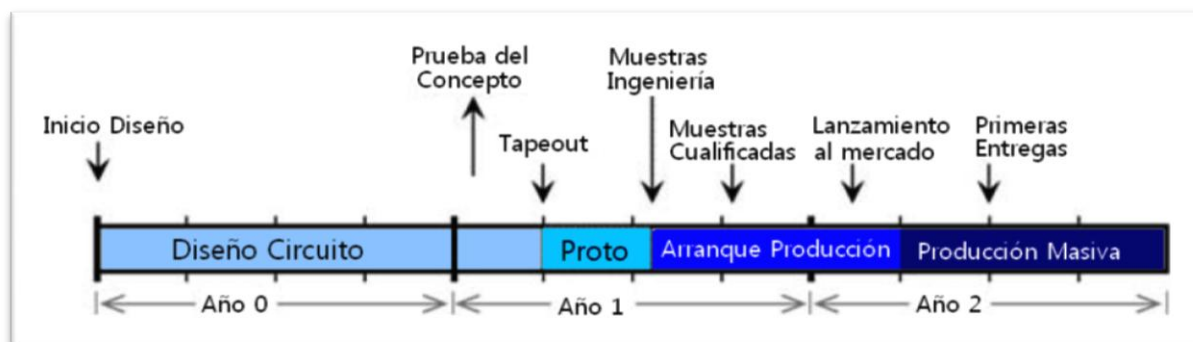 Prueba del
Concepto
Muestras
Ingeniería
Inicio Diseño
Tapeout
Muestras
Cualificadas
Lanzamiento
al mercado
Primeras
Entregas
Diseño Circuito
Proto
Arranque Producción
Producción Masiva
Año 0
Año 1
Año 2